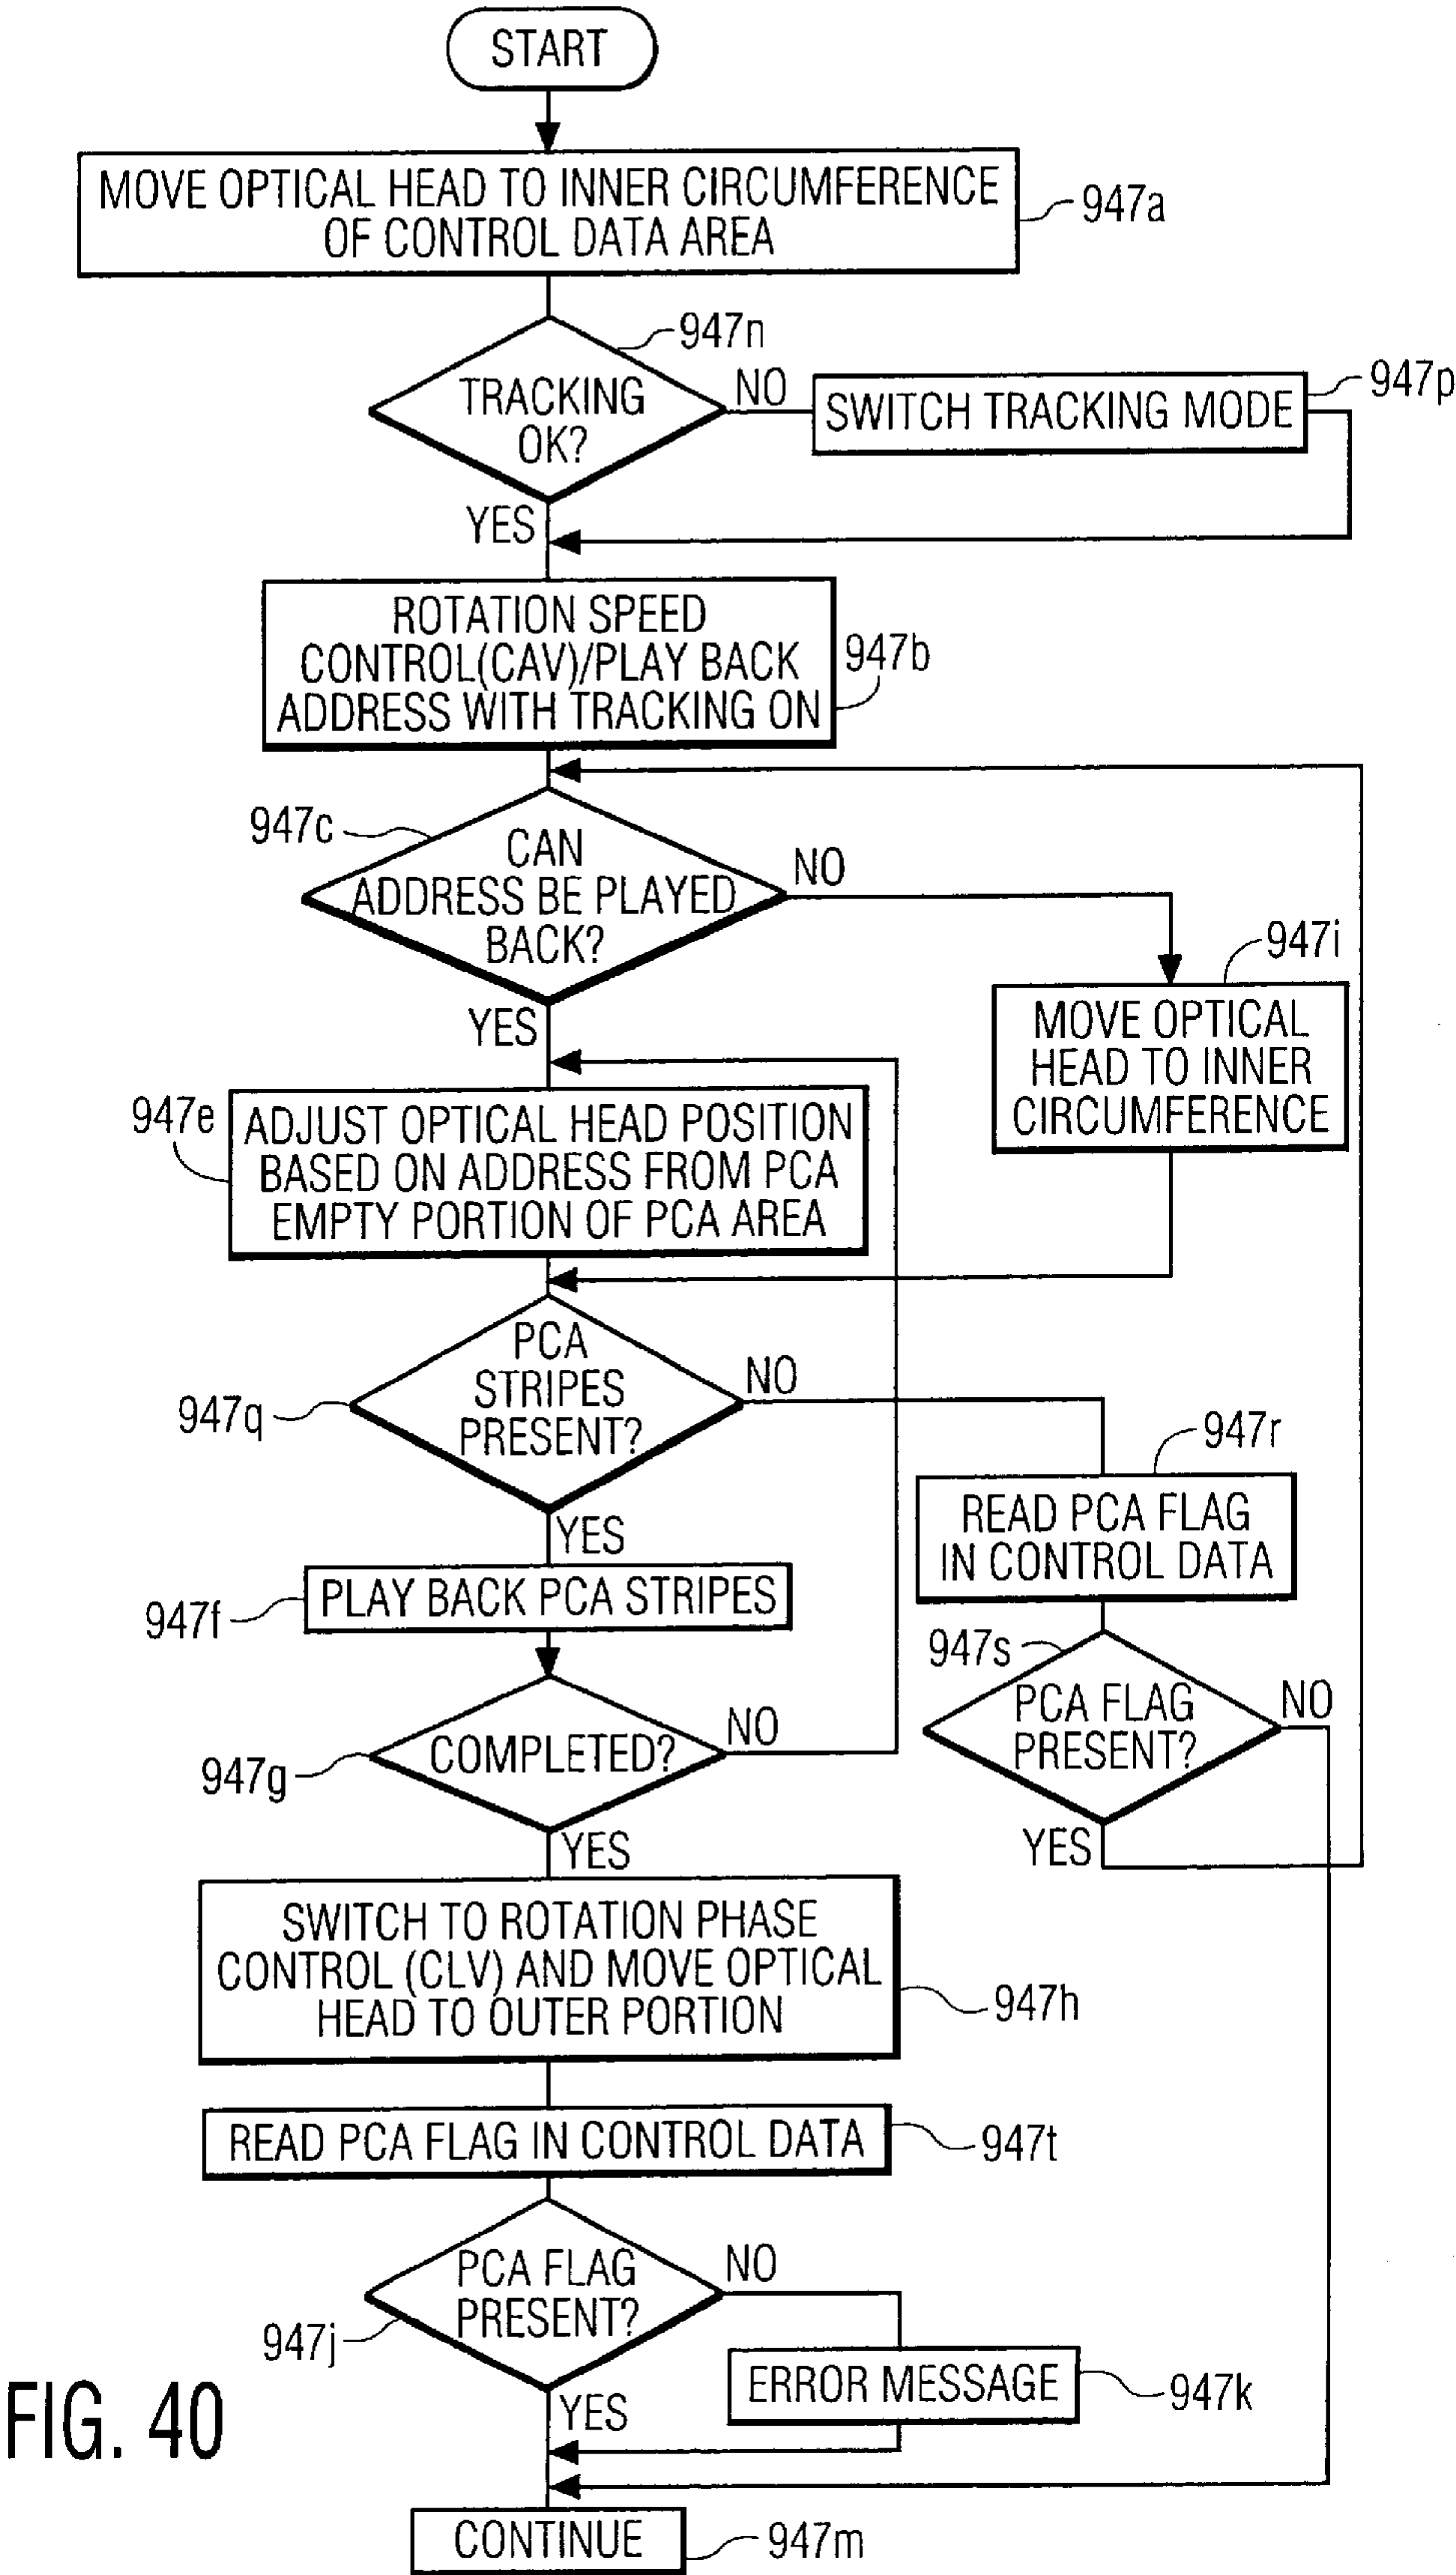 START
MOVE OPTICAL HEAD TO INNER CIRCUMFERENCE
OF CONTROL DATA AREA
947a
947n
TRACKING
OK?
NO
SWITCH TRACKING MODE
947p
YES
ROTATION SPEED
CONTROL(CAV)/PLAY BACK
ADDRESS WITH TRACKING ON
947b
947c
CAN
ADDRESS BE PLAYED
BACK?
NO
947i
MOVE OPTICAL
HEAD TO INNER
CIRCUMFERENCE
YES
947e
ADJUST OPTICAL HEAD POSITION
BASED ON ADDRESS FROM PCA
EMPTY PORTION OF PCA AREA
PCA
STRIPES
PRESENT?
947q
NO
947r
READ PCA FLAG
IN CONTROL DATA
YES
PLAY BACK PCA STRIPES
947f
947s
PCA FLAG
PRESENT?
NO
YES
COMPLETED?
947g
NO
YES
SWITCH TO ROTATION PHASE
CONTROL (CLV) AND MOVE OPTICAL
HEAD TO OUTER PORTION
947h
READ PCA FLAG IN CONTROL DATA
947t
PCA FLAG
PRESENT?
947j
NO
ERROR MESSAGE
947k
YES
CONTINUE
947m
FIG. 40